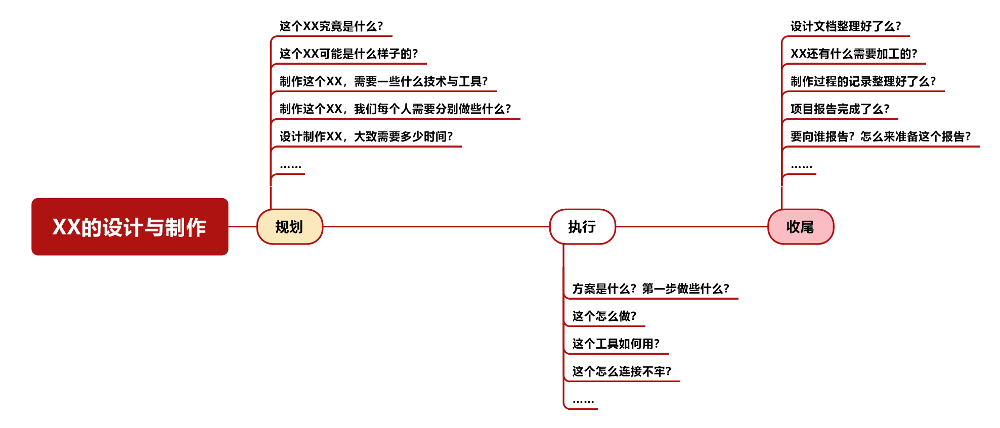 XX的设计与制作
规划
这个XX究竟是什么？
这个XX可能是什么样子的？
制作这个XX，需要一些什么技术与工具？
制作这个XX，我们每个人需要分别做些什么？
设计制作XX，大致需要多少时间？
……
执行
方案是什么？第一步做些什么？
这个怎么做？
这个工具如何用？
这个怎么连接不牢？
……
收尾
设计文档整理好了么？
XX还有什么需要加工的？
制作过程的记录整理好了么？
项目报告完成了么？
要向谁报告？怎么来准备这个报告？
……